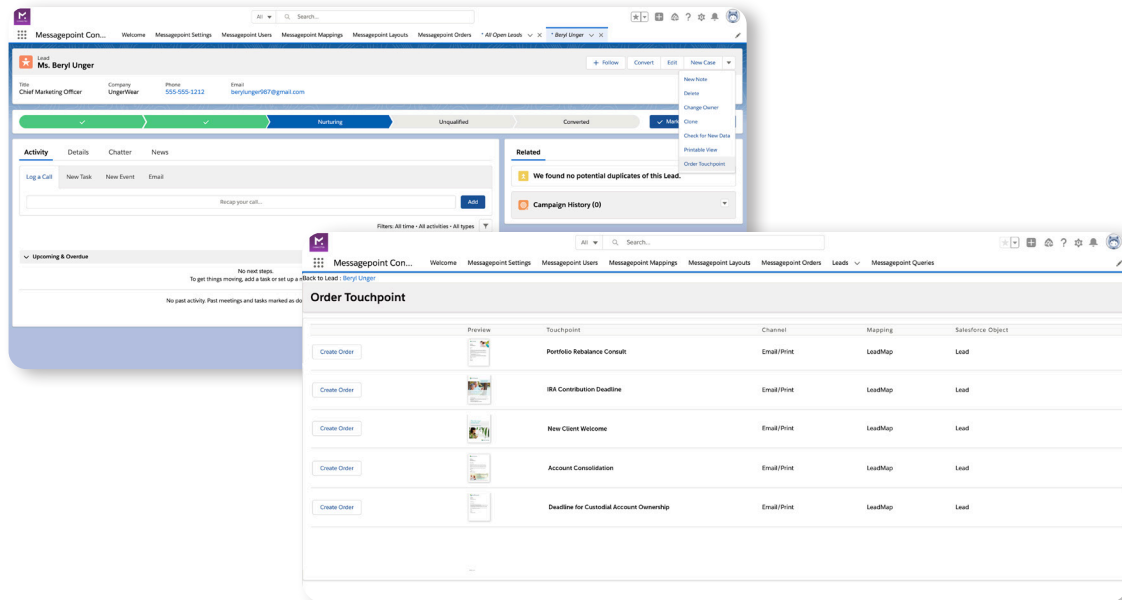 All Search...
Messagepoint Con... Welcome Messagepoint Settings Messagepoint Users Messagepoint Mappings Messagepoint Layouts Messagepoint Orders * All Open Leads * Beryl Unger
Lead
Ms. Beryl Unger
+ Follow Convert Edit New Case
Title Company Phone Email
Chief Marketing Officer UngerWear 555-555-1212 berylunger987@gmail.com
New Note
Delete
Change Owner
Clone
Check for New Data
Printable View
Order Touchpoint
Nurturing Unqualified Converted
Activity Details Chatter News
Log a Call New Task New Event Email
Recap your call... Add
Filters: All time • All activities • All types
Upcoming & Overdue
No next steps.
To get things moving, add a task or set up a
No past activity. Past meetings and tasks marked as
Related
We found no potential duplicates of this Lead.
Campaign History (0)
All Search...
Messagepoint Con... Welcome Messagepoint Settings Messagepoint Users Messagepoint Mappings Messagepoint Layouts Messagepoint Orders Leads Messagepoint Queries
Back to Lead : Beryl Unger
Order Touchpoint
Preview Touchpoint Channel Mapping Salesforce Object
Create Order Portfolio Rebalance Consult Email/Print LeadMap Lead
Create Order IRA Contribution Deadline Email/Print LeadMap Lead
Create Order New Client Welcome Email/Print LeadMap Lead
Create Order Account Consolidation Email/Print LeadMap Lead
Create Order Deadline for Custodial Account Ownership Email/Print LeadMap Lead
...